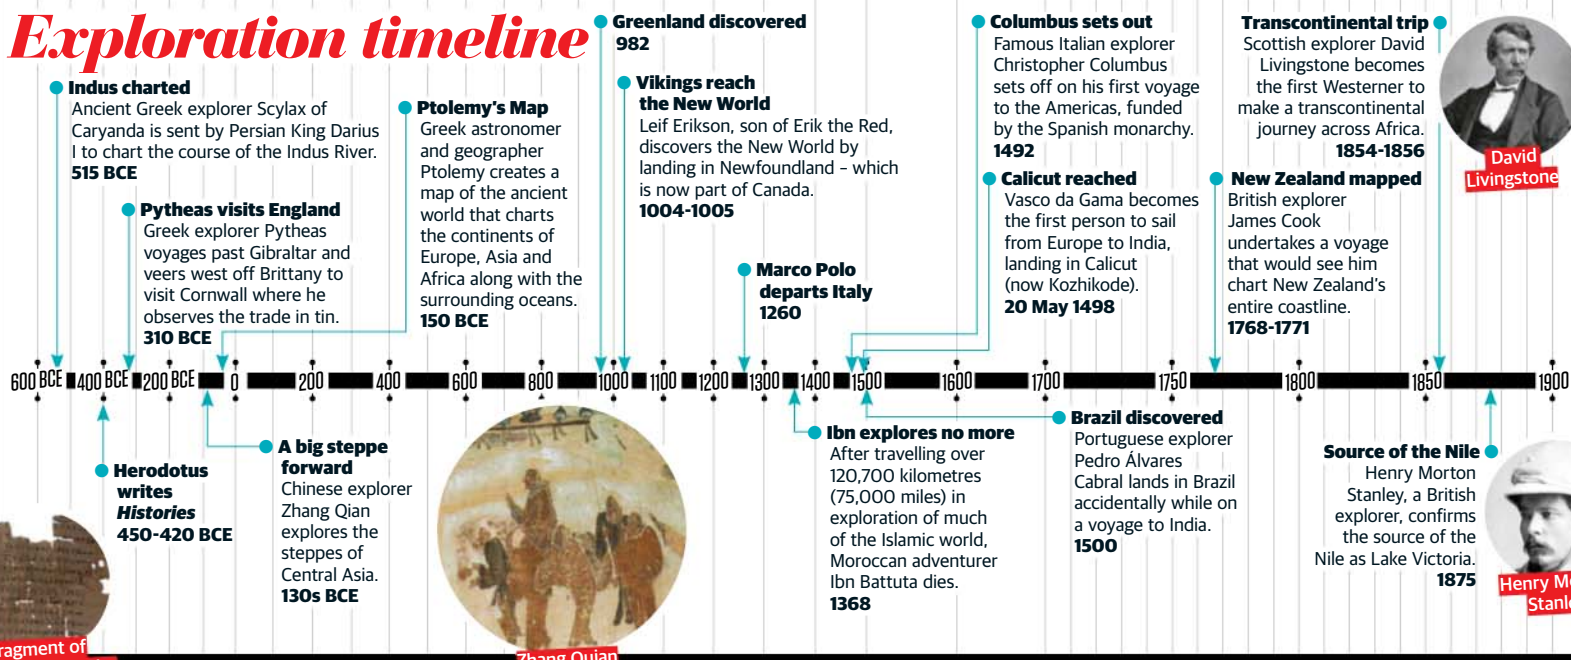 Exploration timeline
Indus charted
Ancient Greek explorer Scylax of
Caryanda is sent by Persian King Darius
I to chart the course of the Indus River.
515 BCE
Pytheas visits England
Greek explorer Pytheas
voyages past Gibraltar and
veers west off Brittany to
visit Cornwall where he
observes the trade in tin.
310 BCE
Ptolemy's Map
Greek astronomer
and geographer
Ptolemy creates a
map of the ancient
world that charts
the continents of
Europe, Asia and
Africa along with the
surrounding oceans.
150 BCE
Greenland discovered
982
Vikings reach
the New World
Leif Erikson, son of Erik the Red,
discovers the New World by
landing in Newfoundland – which
is now part of Canada.
1004-1005
Marco Polo
departs Italy
1260
Columbus sets out
Famous Italian explorer
Christopher Columbus
sets off on his first voyage
to the Americas, funded
by the Spanish monarchy.
1492
Calicut reached
Vasco da Gama becomes
the first person to sail
from Europe to India,
landing in Calicut
(now Kozhikode).
20 May 1498
Transcontinental trip
Scottish explorer David
Livingstone becomes
the first Westerner to
make a transcontinental
journey across Africa.
1854-1856
David
Livingstone
New Zealand mapped
British explorer
James Cook
undertakes a voyage
that would see him
chart New Zealand's
entire coastline.
1768-1771
600 BCE 400 BCE 200 BCE 0 200 400 600 800 1000 1100 1200 1300 1400 1500 1600 1700 1750 1800 1850 1900
Herodotus
writes
Histories
450-420 BCE
A big steppe
forward
Chinese explorer
Zhang Qian
explores the
steppes of
Central Asia.
130s BCE
Ibn explores no more
After travelling over
120,700 kilometres
(75,000 miles) in
exploration of much
of the Islamic world,
Moroccan adventurer
Ibn Battuta dies.
1368
Brazil discovered
Portuguese explorer
Pedro Álvares
Cabral lands in Brazil
accidentally while on
a voyage to India.
1500
Source of the Nile
Henry Morton
Stanley, a British
explorer, confirms
the source of the
Nile as Lake Victoria.
1875
Henry M
Stanl
ragment of
Zhang Quian